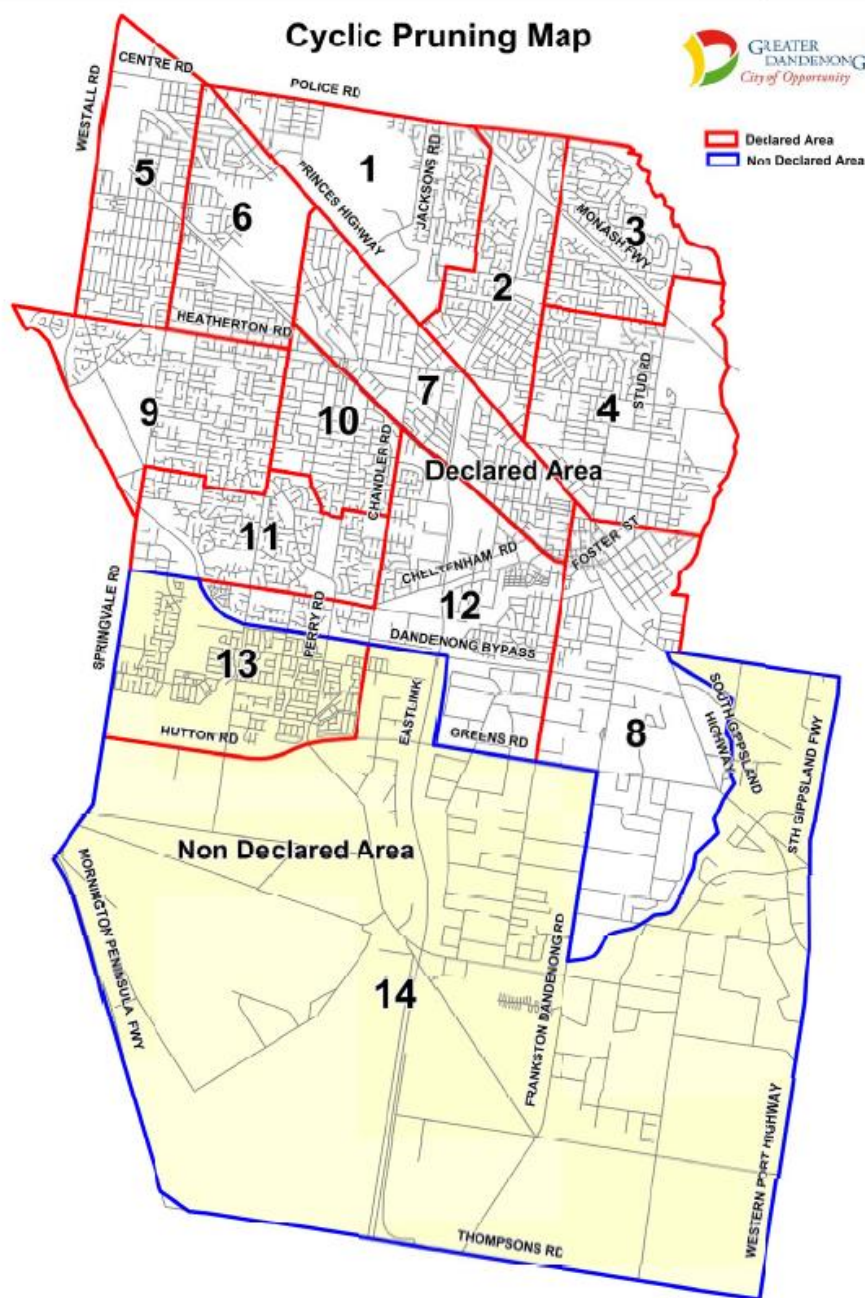 Cyclic Pruning Map
GREATER
DANDENONG
City of Opportunity
Declared Area
Non Declared Area
CENTRE RD
POLICE RD
WESTALL RD
5
6
1
PRINCES HIGHWAY
JACKSONS RD
2
3
MONASH FWY
HEATHERTON RD
9
10
7
4
STUD RD
CHANDLER RD
Declared Area
11
CHELTENHAM RD
FOSTER ST
12
SPRINGVALE RD
PERRY RD
DANDENONG BYPASS
13
EASTLINK
HUTTON RD
GREENS RD
8
SOUTH GIPPSLAND
HIGHWAY
STH GIPPSLAND FWY
Non Declared Area
MORNINGTON PENINSULA FWY
14
FRANKSTON DANDENONG RD
WESTERN PORT HIGHWAY
THOMPSONS RD